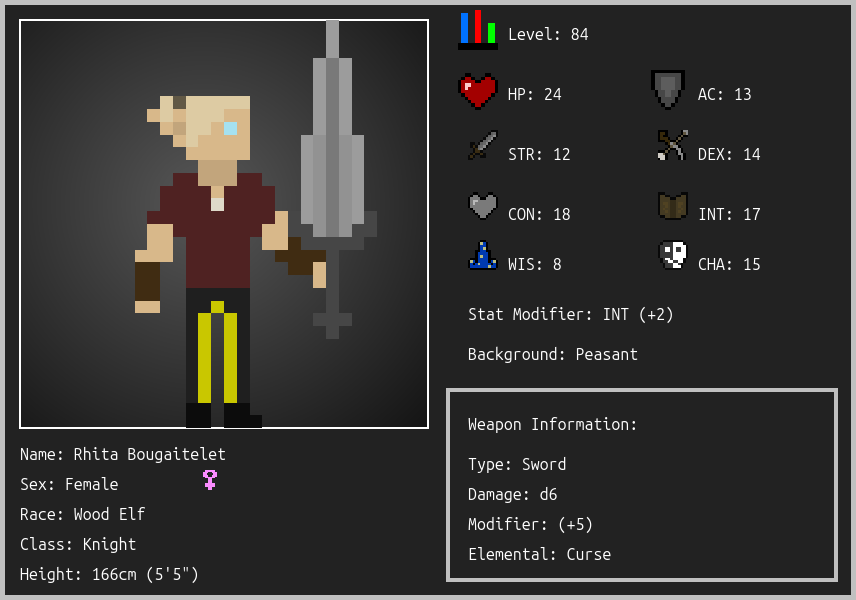 Level: 84
HP: 24
AC: 13
STR: 12
DEX: 14
CON: 18
INT: 17
WIS: 8
CHA: 15
Stat Modifier: INT (+2)
Background: Peasant
Weapon Information:
Type: Sword
Damage: d6
Modifier: (+5)
Elemental: Curse
Name: Rhita Bougaitelet
Sex: Female
Race: Wood Elf
Class: Knight
Height: 166cm (5'5")